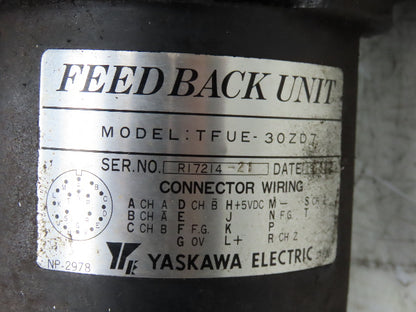 FEED BACK UNIT
MODEL: TFUE-30ZD7
SER.NO. R17214-21 DATE
CONNECTOR WIRING
A CH A D CH B̄ H+5VDC M- S
B CH Ā E J N F.G. T
C CH B F F.G. K P
G 0V L+ R CH Z
NP-2978 YASKAWA ELECTRIC